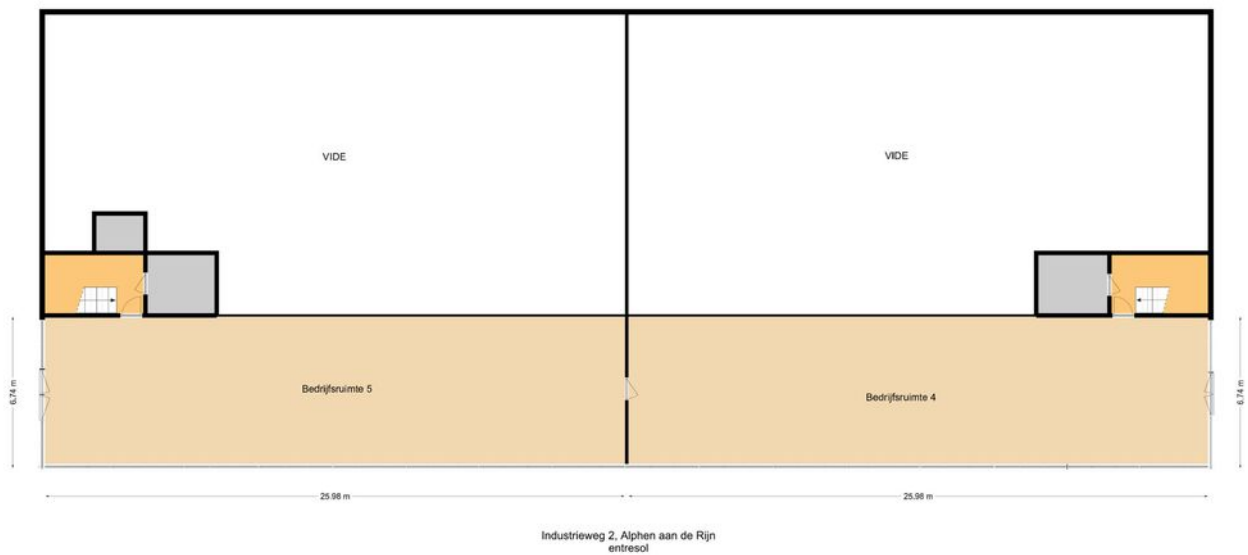 VIDE
VIDE
Bedrijfsruimte 5
Bedrijfsruimte 4
6.74 m
6.74 m
25.98 m
25.98 m
Industrieweg 2, Alphen aan de Rijn
entresol